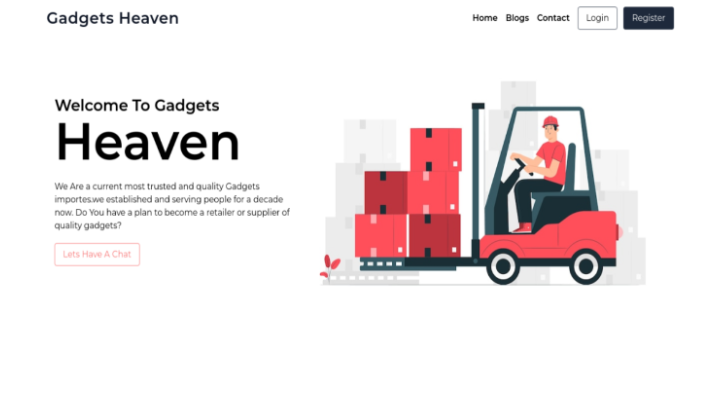 Gadgets Heaven
Home Blogs Contact Login Register
Welcome To Gadgets
Heaven
We Are a current most trusted and quality Gadgets
importes.we established and serving people for a decade
now. Do You have a plan to become a retailer or supplier of
quality gadgets?
Lets Have A Chat